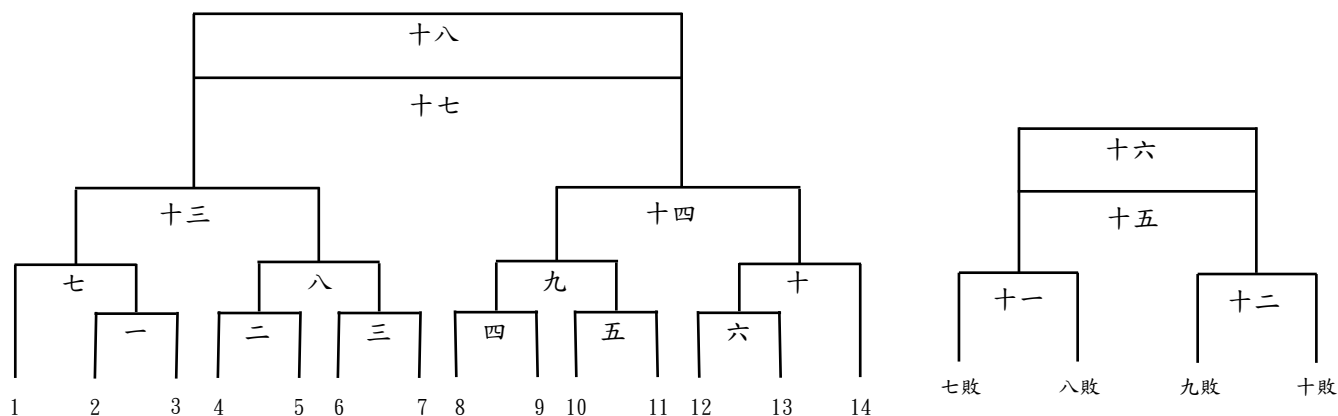 十八
十七
十六
十三 十四 十五
七 八 九 十 十一 十二
一 二 三 四 五 六
七敗 八敗 九敗 十敗
1 2 3 4 5 6 7 8 9 10 11 12 13 14